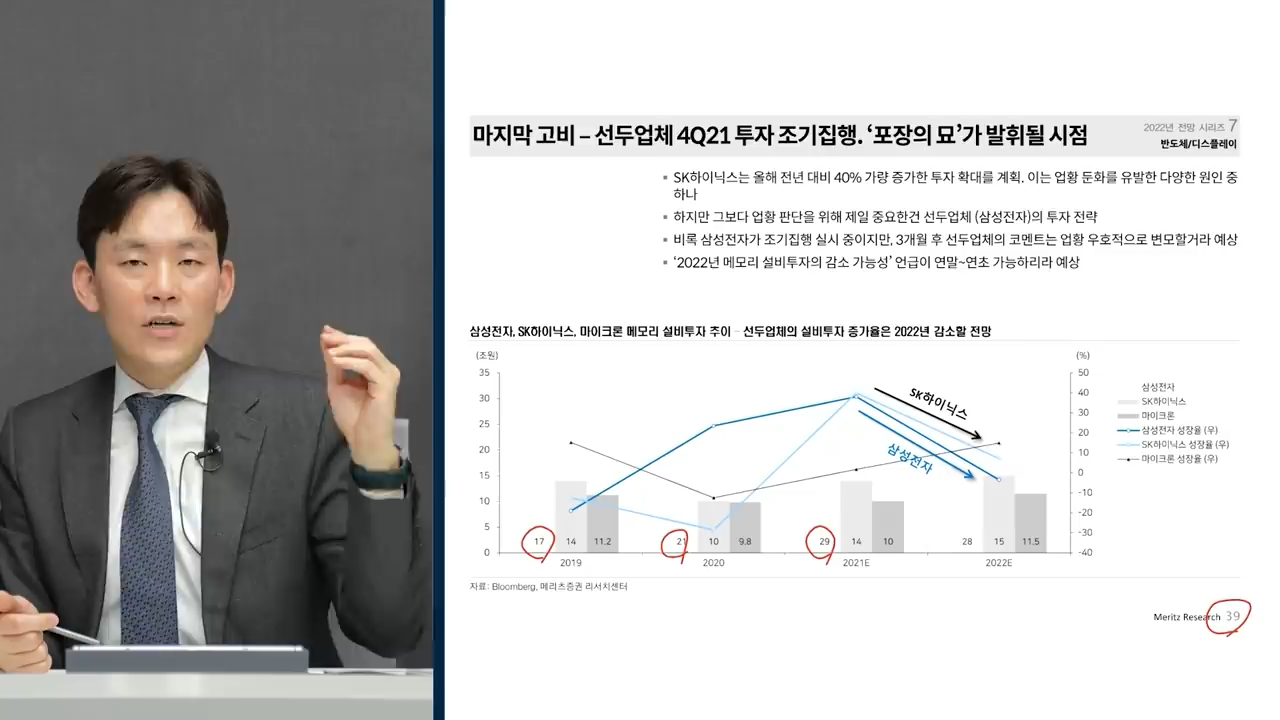 마지막 고비 – 선두업체 4Q21 투자 조기집행. ‘포장의 묘’가 발휘될 시점
2022년 전망 시리즈 7
반도체/디스플레이
▪ SK하이닉스는 올해 전년 대비 40% 가량 증가한 투자 확대를 계획. 이는 업황 둔화를 유발한 다양한 원인 중
하나
▪ 하지만 그보다 업황 판단을 위해 제일 중요한건 선두업체 (삼성전자)의 투자 전략
▪ 비록 삼성전자가 조기집행 실시 중이지만, 3개월 후 선두업체의 코멘트는 업황 우호적으로 변모할거라 예상
▪ ‘2022년 메모리 설비투자의 감소 가능성’ 언급이 연말~연초 가능하리라 예상
삼성전자, SK하이닉스, 마이크론 메모리 설비투자 추이 – 선두업체의 설비투자 증가율은 2022년 감소할 전망
(조원)
(%)
35
30
25
20
15
10
5
0
50
40
30
20
10
0
-10
-20
-30
-40
SK하이닉스
삼성전자
17 14 11.2
21 10 9.8
29 14 10
28 15 11.5
2019 2020 2021E 2022E
삼성전자
SK하이닉스
마이크론
삼성전자 성장율 (우)
SK하이닉스 성장율 (우)
마이크론 성장율 (우)
자료: Bloomberg, 메리츠증권 리서치센터
Meritz Research 39